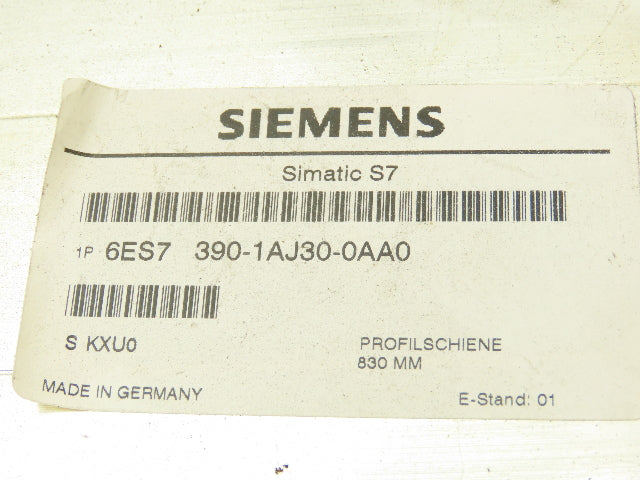 SIEMENS
Simatic S7
1P 6ES7 390-1AJ30-0AA0
S KXU0
PROFILSCHIENE
830 MM
MADE IN GERMANY
E-Stand: 01